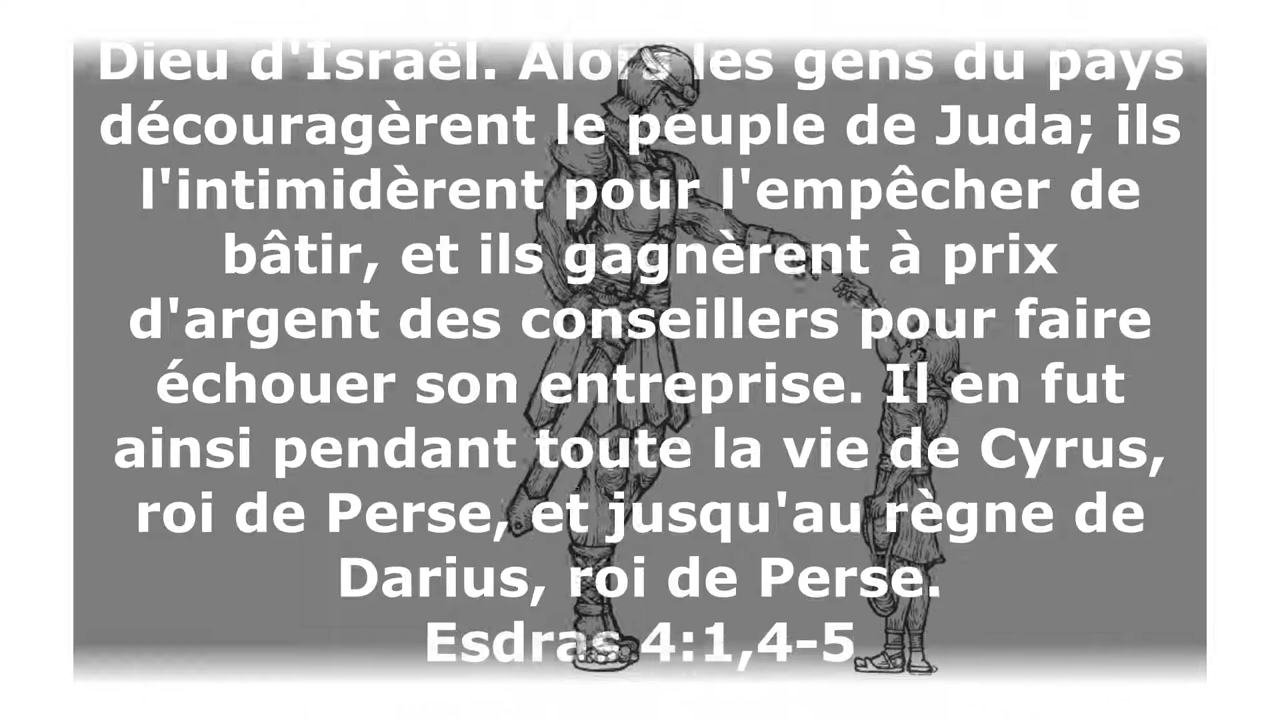 Dieu d'Israël. Alors les gens du pays
découragèrent le peuple de Juda; ils
l'intimidèrent pour l'empêcher de
bâtir, et ils gagnèrent à prix
d'argent des conseillers pour faire
échouer son entreprise. Il en fut
ainsi pendant toute la vie de Cyrus,
roi de Perse, et jusqu'au règne de
Darius, roi de Perse.
Esdras 4:1,4-5